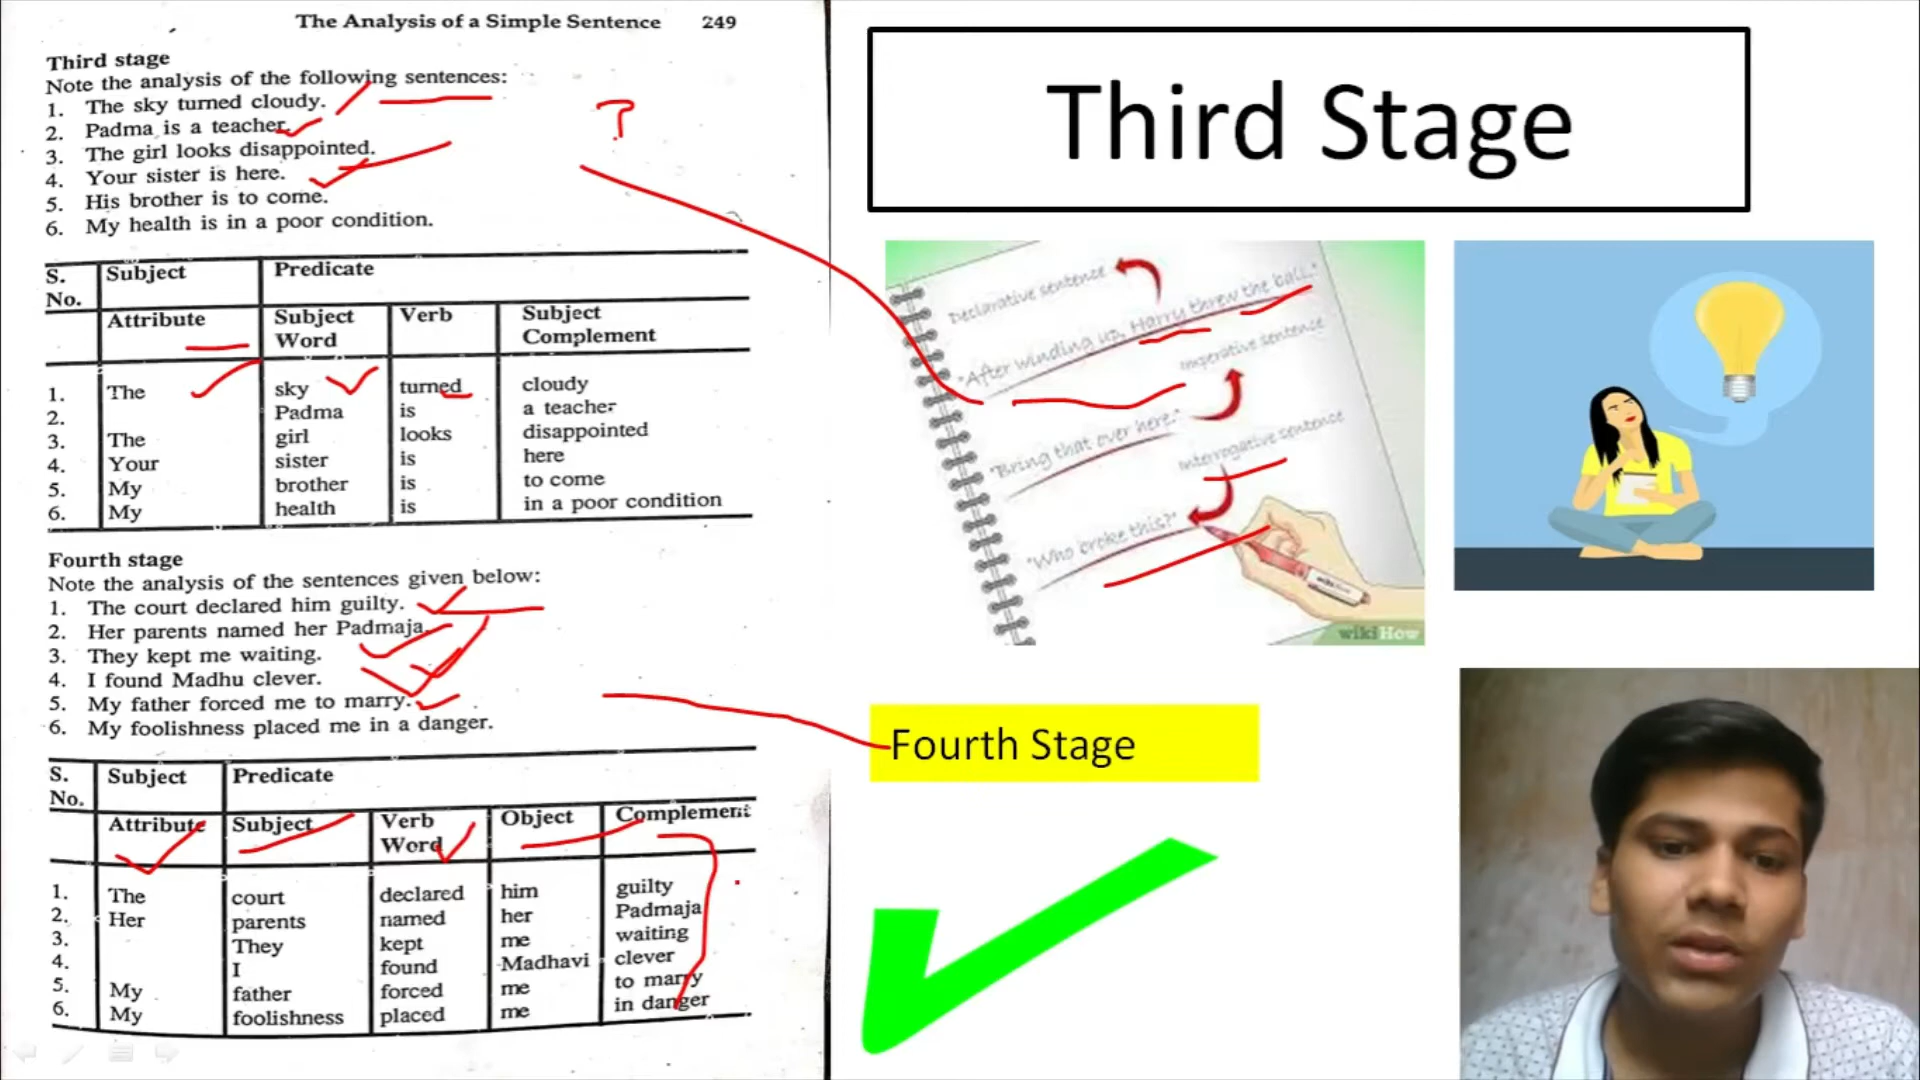 The Analysis of a Simple Sentence 249
Third stage
Note the analysis of the following sentences:
1. The sky turned cloudy.
2. Padma is a teacher.
3. The girl looks disappointed.
4. Your sister is here.
5. His brother is to come.
6. My health is in a poor condition.
S. No. Subject Predicate
Attribute Subject Word Verb Subject Complement
1. The sky turned cloudy
2. Padma is a teacher
3. The girl looks disappointed
4. Your sister is here
5. My brother is to come
6. My health is in a poor condition
Fourth stage
Note the analysis of the sentences given below:
1. The court declared him guilty.
2. Her parents named her Padmaja.
3. They kept me waiting.
4. I found Madhu clever.
5. My father forced me to marry.
6. My foolishness placed me in a danger.
S. No. Subject Predicate
Attribute Subject Verb Word Object Complement
1. The court declared him guilty
2. Her parents named her Padmaja
3. They kept me waiting
4. I found Madhavi clever
5. My father forced me to marry
6. My foolishness placed me in danger
?
Third Stage
Declarative sentence
"After winding up, Harry threw the ball."
Imperative sentence
"Bring that over here."
Interrogative sentence
"Who broke this?"
wikiHow
wikiHow
Fourth Stage